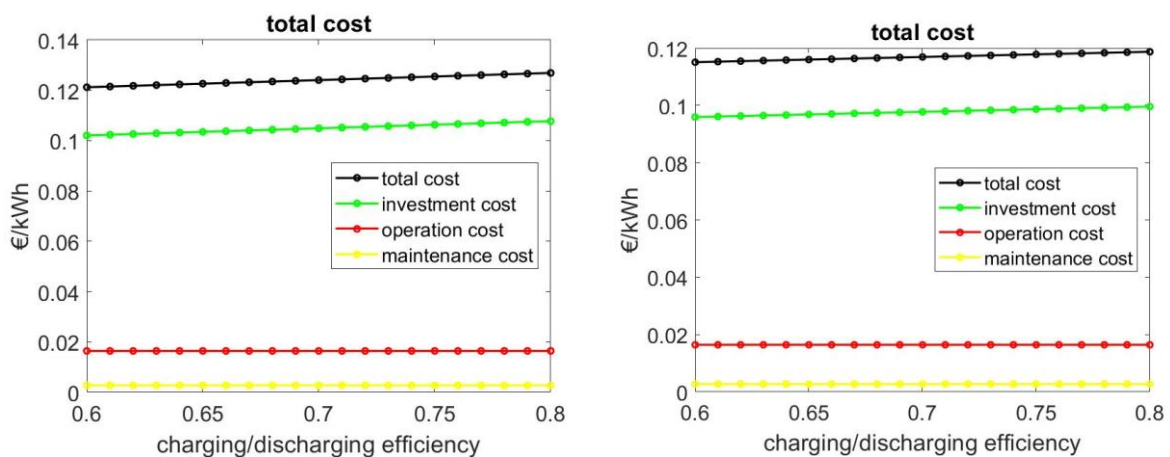 total cost
0.14
0.12
0.1
0.08
0.06
0.04
0.02
0
€/kWh
total cost
investment cost
operation cost
maintenance cost
0.6 0.65 0.7 0.75 0.8
charging/discharging efficiency
total cost
0.12
0.1
0.08
0.06
0.04
0.02
0
€/kWh
total cost
investment cost
operation cost
maintenance cost
0.6 0.65 0.7 0.75 0.8
charging/discharging efficiency